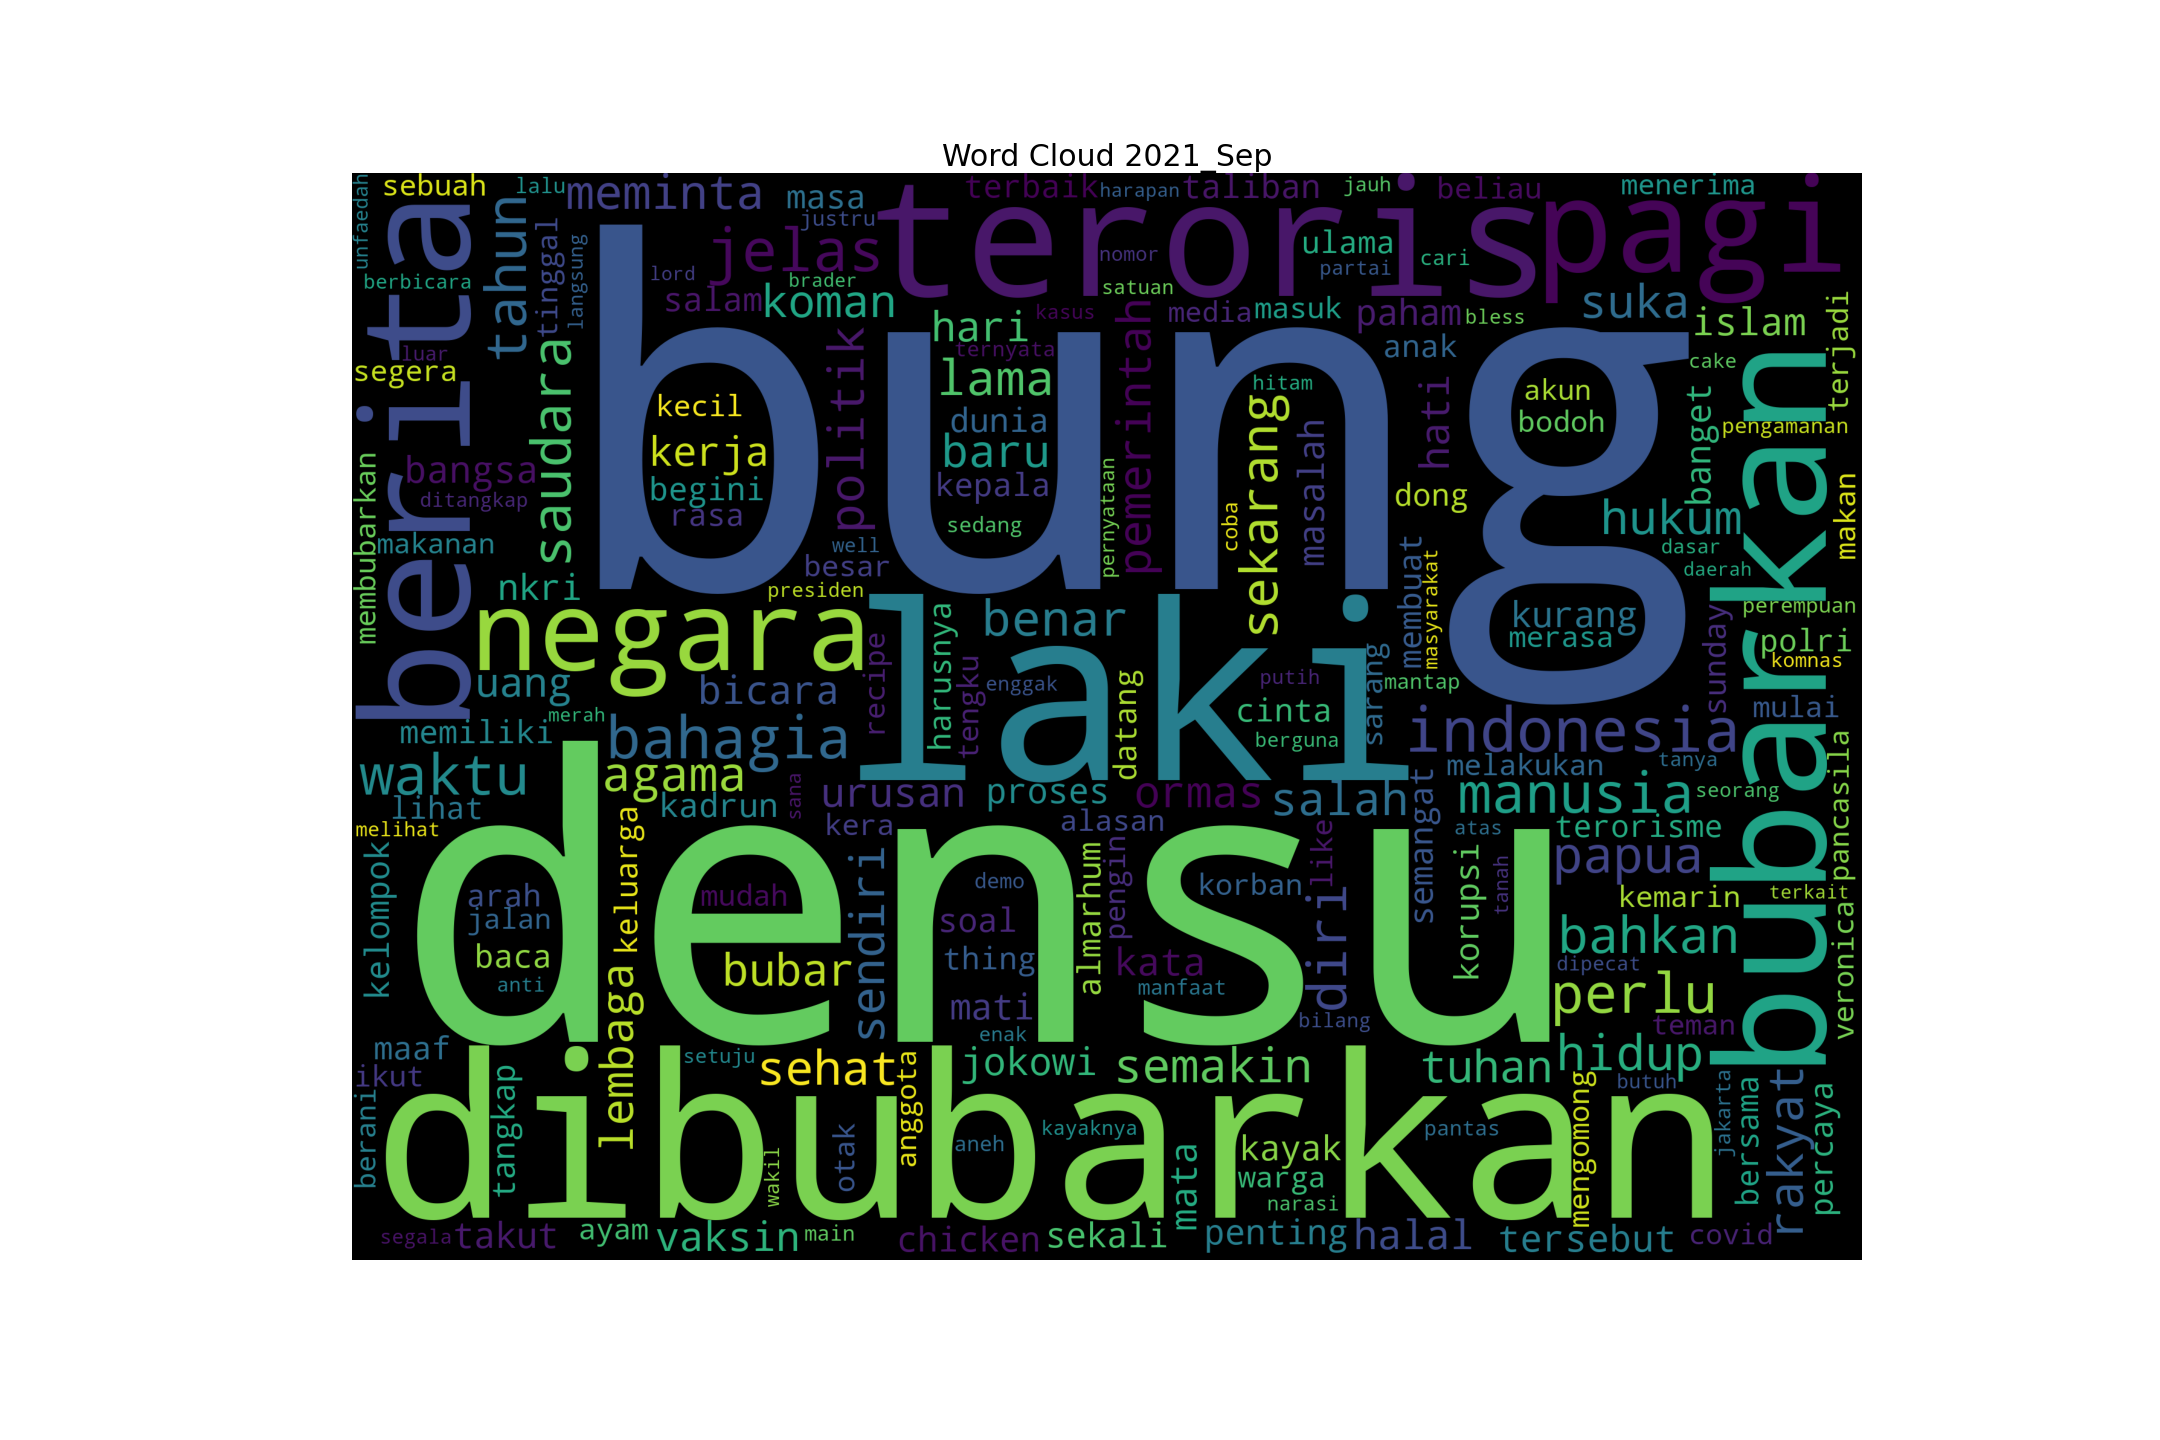 Word Cloud 2021_Sep
unfaedah
sebuah
lalu
meminta
masa
justru
terbaik
harapan
taliban
jauh
beliau
menerima
berita
tahun
tinggal
langsung
berbicara
jelas
teroris
pagi
nomor
ulama
partai
cari
lord
brader
salam
koman
satuan
kasus
media
masuk
paham
bless
suka
islam
terjadi
bung
luar
segera
saudara
politik
hari
ternyata
lama
pemerintah
anak
cake
hitam
kecil
dunia
sekarang
hati
akun
bodoh
banget
pengamanan
bubarkan
kerja
baru
masalah
bangsa
ditangkap
begini
kepala
rasa
dong
makan
membubarkan
makanan
sedang
pernyataan
coba
hukum
dasar
daerah
well
besar
nkri
presiden
membuat
masyarakat
negara
laki
harusnya
benar
kurang
merasa
sunday
perempuan
polri
komnas
uang
bicara
recipe
tengku
enggak
datang
putih
sarang
mantap
cinta
berguna
merah
memiliki
bahagia
indonesia
mulai
waktu
agama
melakukan
tanya
pancasila
lihat
kadrun
sana
urusan
proses
ormas
salah
manusia
seorang
melihat
kera
alasan
semangat
atas
terorisme
densu
kelompok
keluarga
sendiri
almarhum
pengin
like
korupsi
tanah
papua
arah
jalan
mudah
demo
korban
kemarin
terkait
veronica
soal
diri
bahkan
baca
anti
bubar
thing
kata
manfaat
dipecat
lembaga
mati
enak
bilang
perlu
teman
maaf
ikut
setuju
sehat
anggota
jokowi
semakin
tuhan
hidup
butuh
berani
tangkap
dibubarkan
mengomong
jakarta
bersama
rakyat
percaya
otak
aneh
kayaknya
kayak
pantas
wakil
mata
warga
narasi
segala
takut
ayam
vaksin
main
chicken
sekali
penting
halal
tersebut
covid